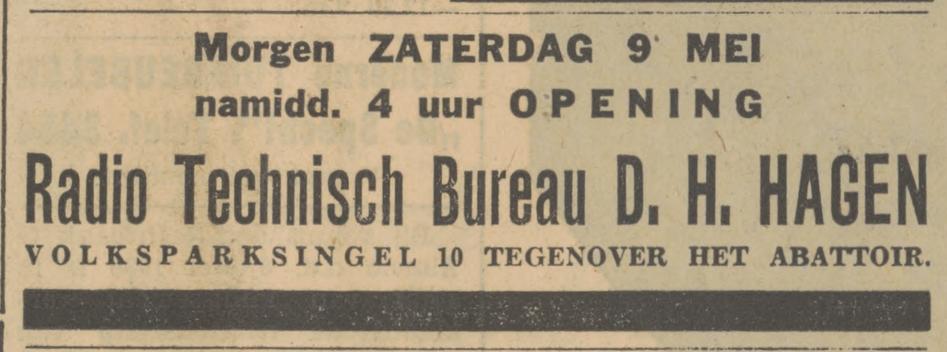 Morgen ZATERDAG 9 MEI
namidd. 4 uur OPENING
Radio Technisch Bureau D. H. HAGEN
VOLKSPARKSINGEL 10 TEGENOVER HET ABATTOIR.